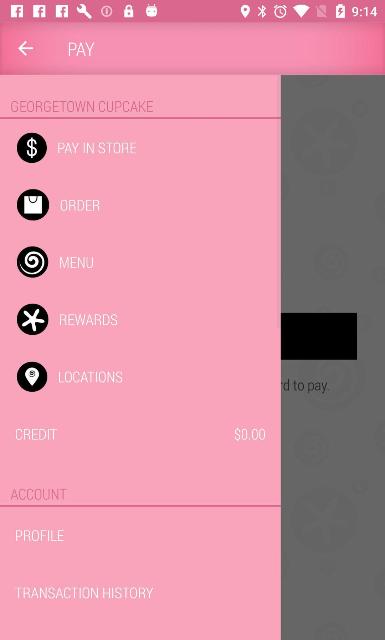 9:14
PAY
GEORGETOWN CUPCAKE
PAY IN STORE
ORDER
MENU
REWARDS
LOCATIONS
rd to pay.
CREDIT $0.00
ACCOUNT
PROFILE
TRANSACTION HISTORY